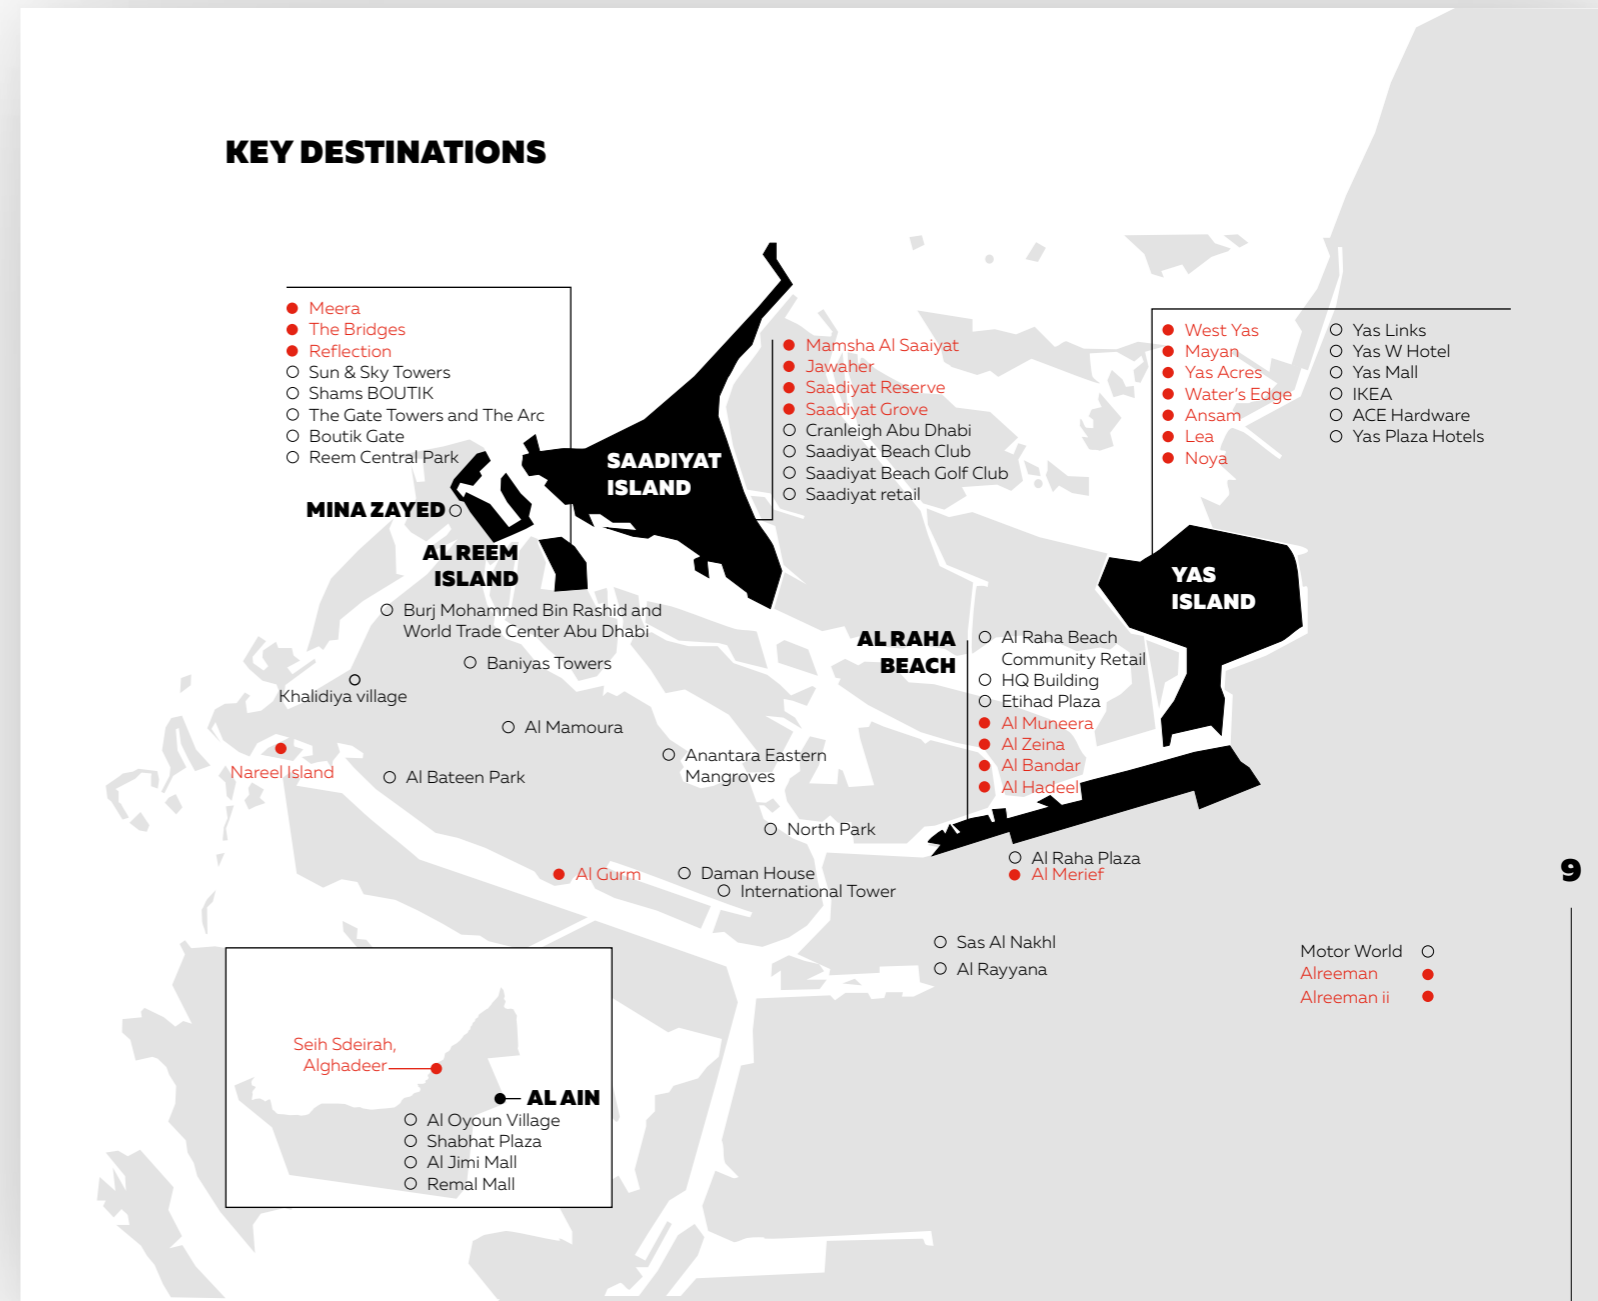 KEY DESTINATIONS
Meera
The Bridges
Reflection
Sun & Sky Towers
Shams BOUTIK
The Gate Towers and The Arc
Boutik Gate
Reem Central Park
MINA ZAYED
AL REEM
ISLAND
SAADIYAT
ISLAND
Mamsha Al Saaiyat
Jawaher
Saadiyat Reserve
Saadiyat Grove
Cranleigh Abu Dhabi
Saadiyat Beach Club
Saadiyat Beach Golf Club
Saadiyat retail
West Yas
Mayan
Yas Acres
Water's Edge
Ansam
Lea
Noya
Yas Links
Yas W Hotel
Yas Mall
IKEA
ACE Hardware
Yas Plaza Hotels
YAS
ISLAND
Burj Mohammed Bin Rashid and
World Trade Center Abu Dhabi
Baniyas Towers
Khalidiya village
Al Mamoura
Nareel Island
Al Bateen Park
Anantara Eastern
Mangroves
North Park
AL RAHA
BEACH
Al Raha Beach
Community Retail
HQ Building
Etihad Plaza
Al Muneera
Al Zeina
Al Bandar
Al Hadeel
Al Raha Plaza
Al Merief
Al Gurm
Daman House
International Tower
9
Sas Al Nakhl
Al Rayyana
Motor World
Alreeman
Alreeman ii
Seih Sdeirah,
Alghadeer
AL AIN
Al Oyoun Village
Shabhat Plaza
Al Jimi Mall
Remal Mall